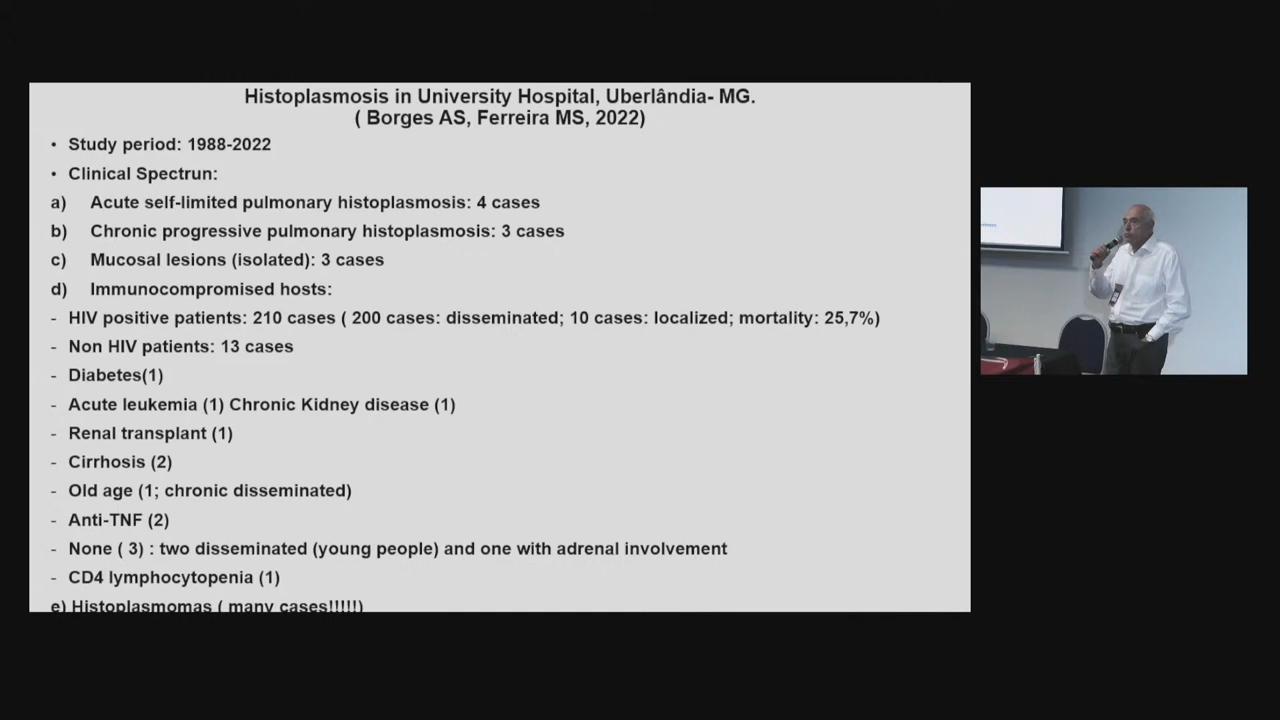 Histoplasmosis in University Hospital, Uberlândia- MG.
( Borges AS, Ferreira MS, 2022)
• Study period: 1988-2022
• Clinical Spectrun:
a) Acute self-limited pulmonary histoplasmosis: 4 cases
b) Chronic progressive pulmonary histoplasmosis: 3 cases
c) Mucosal lesions (isolated): 3 cases
d) Immunocompromised hosts:
- HIV positive patients: 210 cases ( 200 cases: disseminated; 10 cases: localized; mortality: 25,7%)
- Non HIV patients: 13 cases
- Diabetes(1)
- Acute leukemia (1) Chronic Kidney disease (1)
- Renal transplant (1)
- Cirrhosis (2)
- Old age (1; chronic disseminated)
- Anti-TNF (2)
- None ( 3) : two disseminated (young people) and one with adrenal involvement
- CD4 lymphocytopenia (1)
e) Histoplasmomas ( many cases!!!!!)